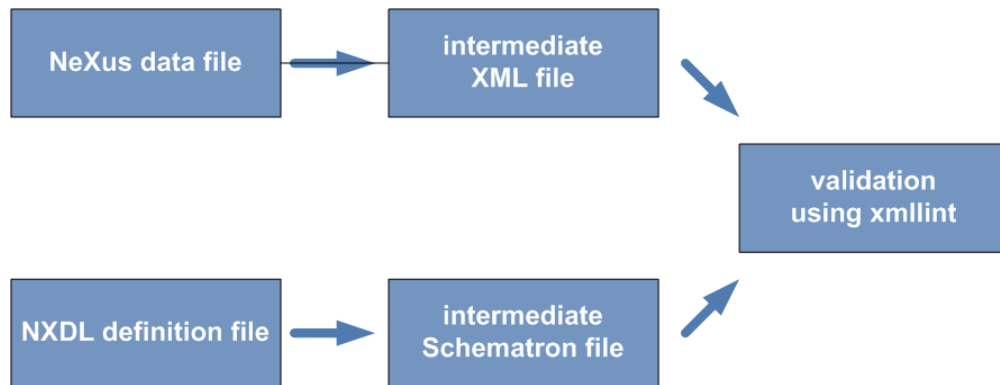 NeXus data file
intermediate
XML file
validation
using xmllint
NXDL definition file
intermediate
Schematron file